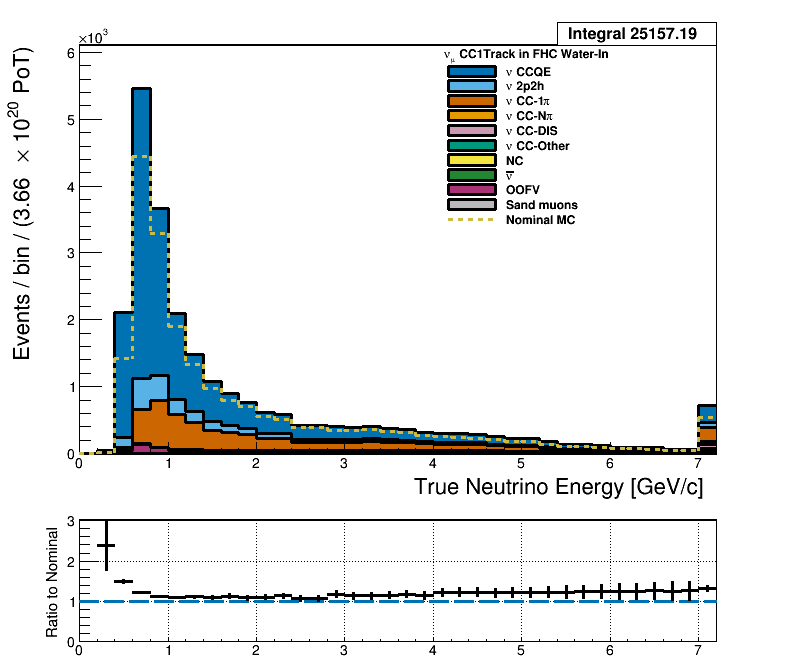 Integral 25157.19
×10³
ν_μ CC1Track in FHC Water-In
ν CCQE
ν 2p2h
ν CC-1π
ν CC-Nπ
ν CC-DIS
ν CC-Other
NC
ν̅
OOFV
Sand muons
Nominal MC
Events / bin / (3.66 × 10²⁰ PoT)
6
5
4
3
2
1
0
0 1 2 3 4 5 6 7
True Neutrino Energy [GeV/c]
Ratio to Nominal
3
2
1
0
0 1 2 3 4 5 6 7